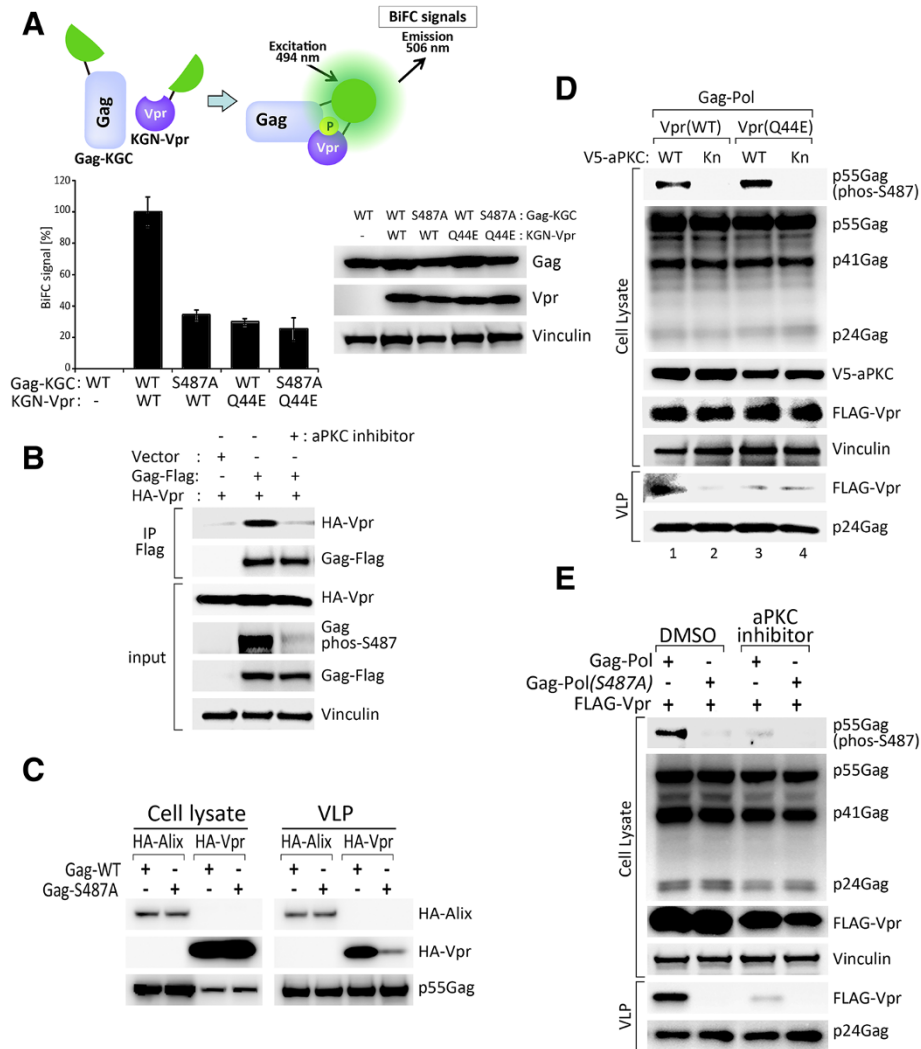 A
BiFC signals
Excitation
494 nm
Emission
506 nm
Gag
Vpr
Gag-KGC
KGN-Vpr
Gag
P
Vpr
BiFC signal [%]
120
100
80
60
40
20
0
Gag-KGC: WT WT S487A WT S487A
KGN-Vpr: - WT WT Q44E Q44E
WT WT S487A WT S487A : Gag-KGC
- WT WT Q44E Q44E : KGN-Vpr
Gag
Vpr
Vinculin
B
- - + : aPKC inhibitor
Vector : + - -
Gag-Flag: - + +
HA-Vpr : + + +
IP
Flag
HA-Vpr
Gag-Flag
input
HA-Vpr
Gag
phos-S487
Gag-Flag
Vinculin
C
Cell lysate VLP
HA-Alix HA-Vpr HA-Alix HA-Vpr
Gag-WT + - + - + - + -
Gag-S487A - + - + - + - +
HA-Alix
HA-Vpr
p55Gag
D
Gag-Pol
Vpr(WT) Vpr(Q44E)
V5-aPKC: WT Kn WT Kn
Cell Lysate
p55Gag
(phos-S487)
p55Gag
p41Gag
p24Gag
V5-aPKC
FLAG-Vpr
Vinculin
VLP
FLAG-Vpr
p24Gag
1 2 3 4
E
DMSO
aPKC
inhibitor
Gag-Pol + - + -
Gag-Pol(S487A) - + - +
FLAG-Vpr + + + +
Cell Lysate
p55Gag
(phos-S487)
p55Gag
p41Gag
p24Gag
FLAG-Vpr
Vinculin
VLP
FLAG-Vpr
p24Gag